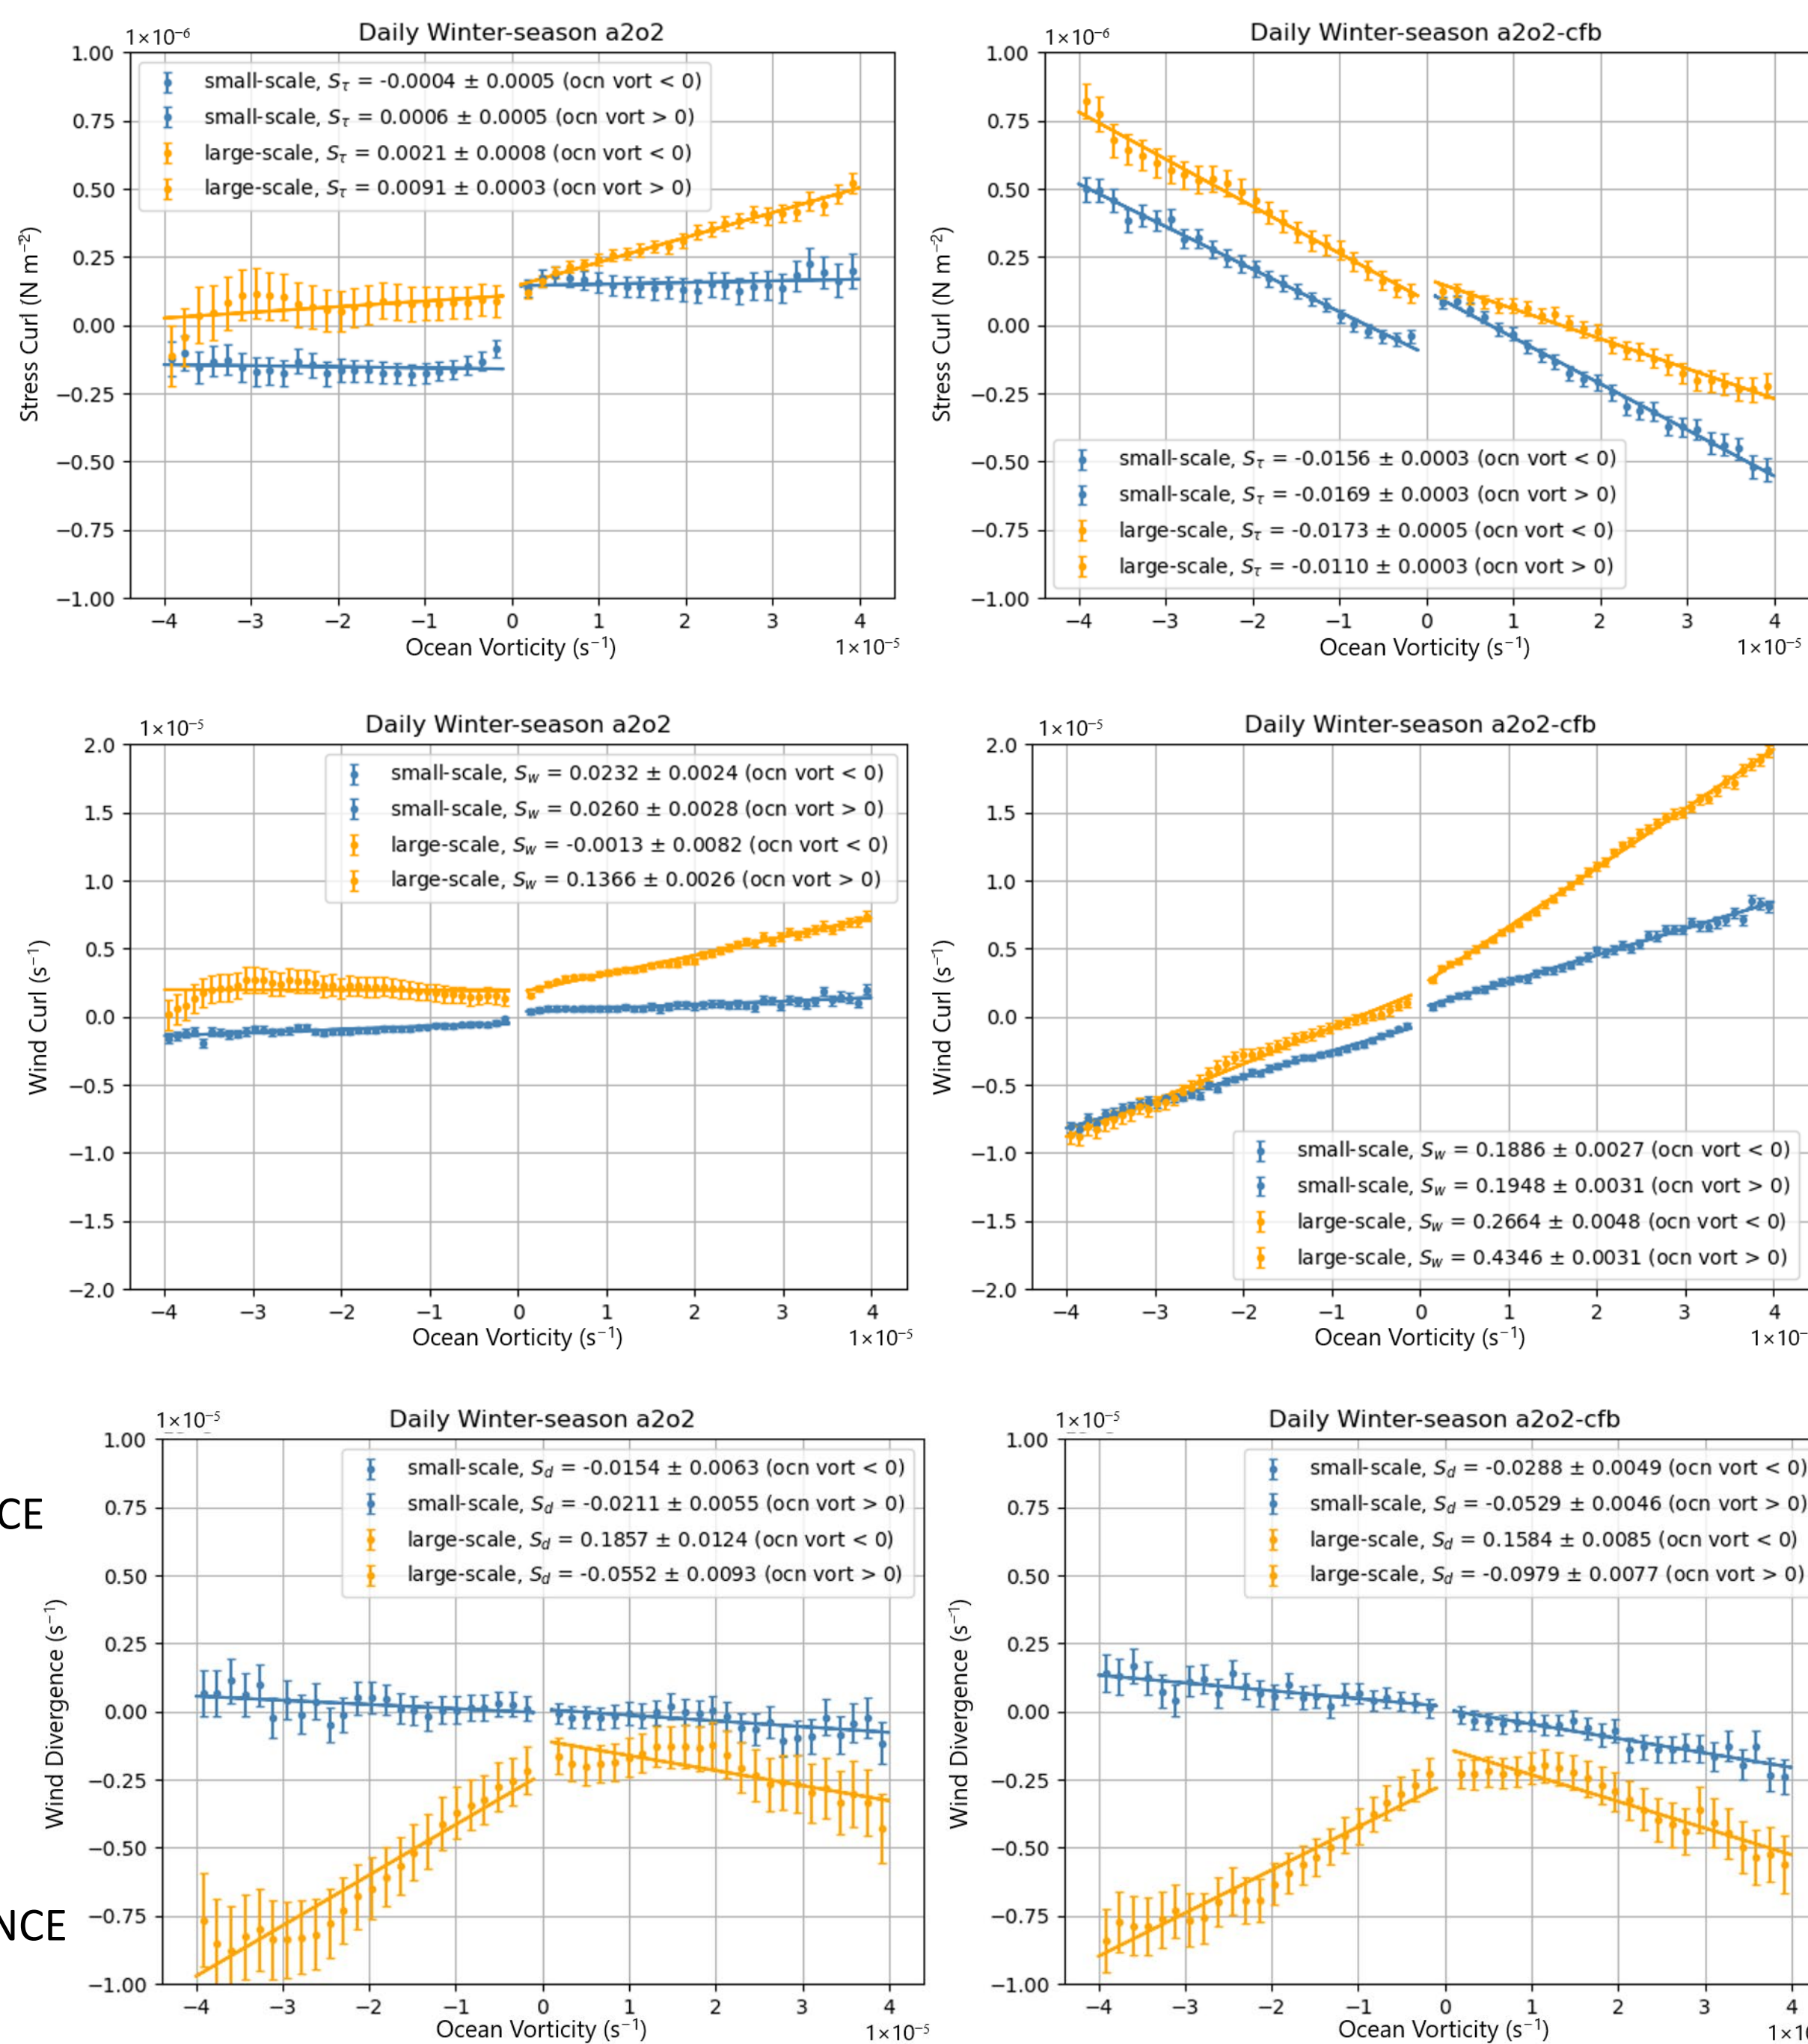 Daily Winter-season a2o2
1×10⁻⁶
1.00
0.75
0.50
0.25
0.00
−0.25
−0.50
−0.75
−1.00
Stress Curl (N m⁻²)
small-scale, Sτ = -0.0004 ± 0.0005 (ocn vort < 0)
small-scale, Sτ = 0.0006 ± 0.0005 (ocn vort > 0)
large-scale, Sτ = 0.0021 ± 0.0008 (ocn vort < 0)
large-scale, Sτ = 0.0091 ± 0.0003 (ocn vort > 0)
−4 −3 −2 −1 0 1 2 3 4
Ocean Vorticity (s⁻¹)
1×10⁻⁵
Daily Winter-season a2o2-cfb
1×10⁻⁶
1.00
0.75
0.50
0.25
0.00
−0.25
−0.50
−0.75
−1.00
Stress Curl (N m⁻²)
small-scale, Sτ = -0.0156 ± 0.0003 (ocn vort < 0)
small-scale, Sτ = -0.0169 ± 0.0003 (ocn vort > 0)
large-scale, Sτ = -0.0173 ± 0.0005 (ocn vort < 0)
large-scale, Sτ = -0.0110 ± 0.0003 (ocn vort > 0)
−4 −3 −2 −1 0 1 2 3 4
Ocean Vorticity (s⁻¹)
1×10⁻⁵
Daily Winter-season a2o2
1×10⁻⁵
2.0
1.5
1.0
0.5
0.0
−0.5
−1.0
−1.5
−2.0
Wind Curl (s⁻¹)
small-scale, Sw = 0.0232 ± 0.0024 (ocn vort < 0)
small-scale, Sw = 0.0260 ± 0.0028 (ocn vort > 0)
large-scale, Sw = -0.0013 ± 0.0082 (ocn vort < 0)
large-scale, Sw = 0.1366 ± 0.0026 (ocn vort > 0)
−4 −3 −2 −1 0 1 2 3 4
Ocean Vorticity (s⁻¹)
1×10⁻⁵
Daily Winter-season a2o2-cfb
1×10⁻⁵
2.0
1.5
1.0
0.5
0.0
−0.5
−1.0
−1.5
−2.0
Wind Curl (s⁻¹)
small-scale, Sw = 0.1886 ± 0.0027 (ocn vort < 0)
small-scale, Sw = 0.1948 ± 0.0031 (ocn vort > 0)
large-scale, Sw = 0.2664 ± 0.0048 (ocn vort < 0)
large-scale, Sw = 0.4346 ± 0.0031 (ocn vort > 0)
−4 −3 −2 −1 0 1 2 3 4
Ocean Vorticity (s⁻¹)
1×10⁻
Daily Winter-season a2o2
1×10⁻⁵
1.00
0.75
0.50
0.25
0.00
−0.25
−0.50
−0.75
−1.00
CE
NCE
Wind Divergence (s⁻¹)
small-scale, Sd = -0.0154 ± 0.0063 (ocn vort < 0)
small-scale, Sd = -0.0211 ± 0.0055 (ocn vort > 0)
large-scale, Sd = 0.1857 ± 0.0124 (ocn vort < 0)
large-scale, Sd = -0.0552 ± 0.0093 (ocn vort > 0)
−4 −3 −2 −1 0 1 2 3 4
Ocean Vorticity (s⁻¹)
1×10⁻⁵
Daily Winter-season a2o2-cfb
1×10⁻⁵
1.00
0.75
0.50
0.25
0.00
−0.25
−0.50
−0.75
−1.00
Wind Divergence (s⁻¹)
small-scale, Sd = -0.0288 ± 0.0049 (ocn vort < 0)
small-scale, Sd = -0.0529 ± 0.0046 (ocn vort > 0)
large-scale, Sd = 0.1584 ± 0.0085 (ocn vort < 0)
large-scale, Sd = -0.0979 ± 0.0077 (ocn vort > 0)
−4 −3 −2 −1 0 1 2 3 4
Ocean Vorticity (s⁻¹)
1×1